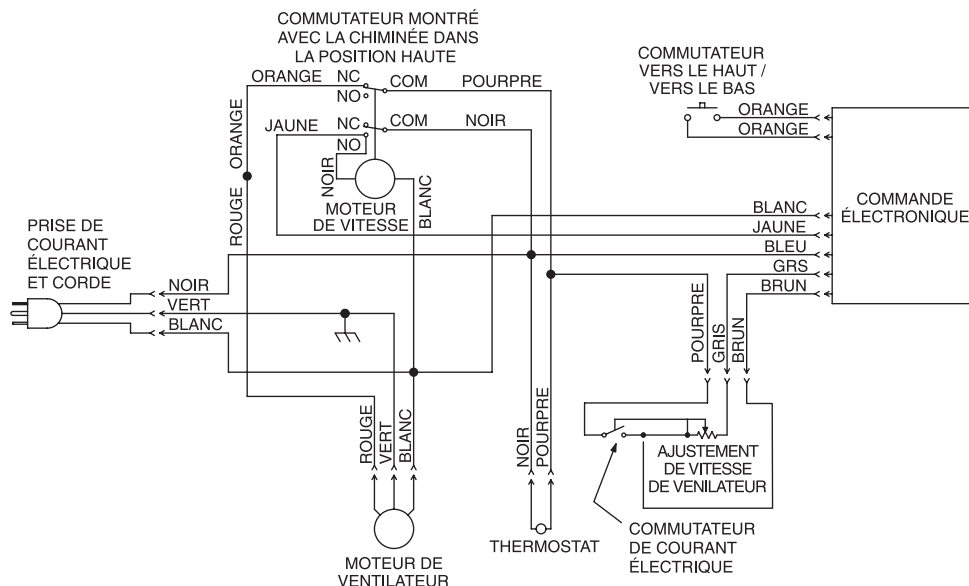 COMMUTATEUR MONTRÉ
AVEC LA CHIMINÉE DANS
LA POSITION HAUTE
ORANGE
NC
COM
POURPRE
NO
JAUNE
NC
COM
NOIR
NO
ORANGE
NOIR
BLANC
MOTEUR
DE VITESSE
ROUGE
COMMUTATEUR
VERS LE HAUT /
VERS LE BAS
ORANGE
ORANGE
COMMANDE
ÉLECTRONIQUE
BLANC
JAUNE
BLEU
GRS
BRUN
PRISE DE
COURANT
ÉLECTRIQUE
ET CORDE
NOIR
VERT
BLANC
POURPRE
GRIS
BRUN
ROUGE
VERT
BLANC
NOIR
POURPRE
AJUSTEMENT
DE VITESSE
DE VENILATEUR
MOTEUR DE
VENTILATEUR
THERMOSTAT
COMMUTATEUR
DE COURANT
ÉLECTRIQUE